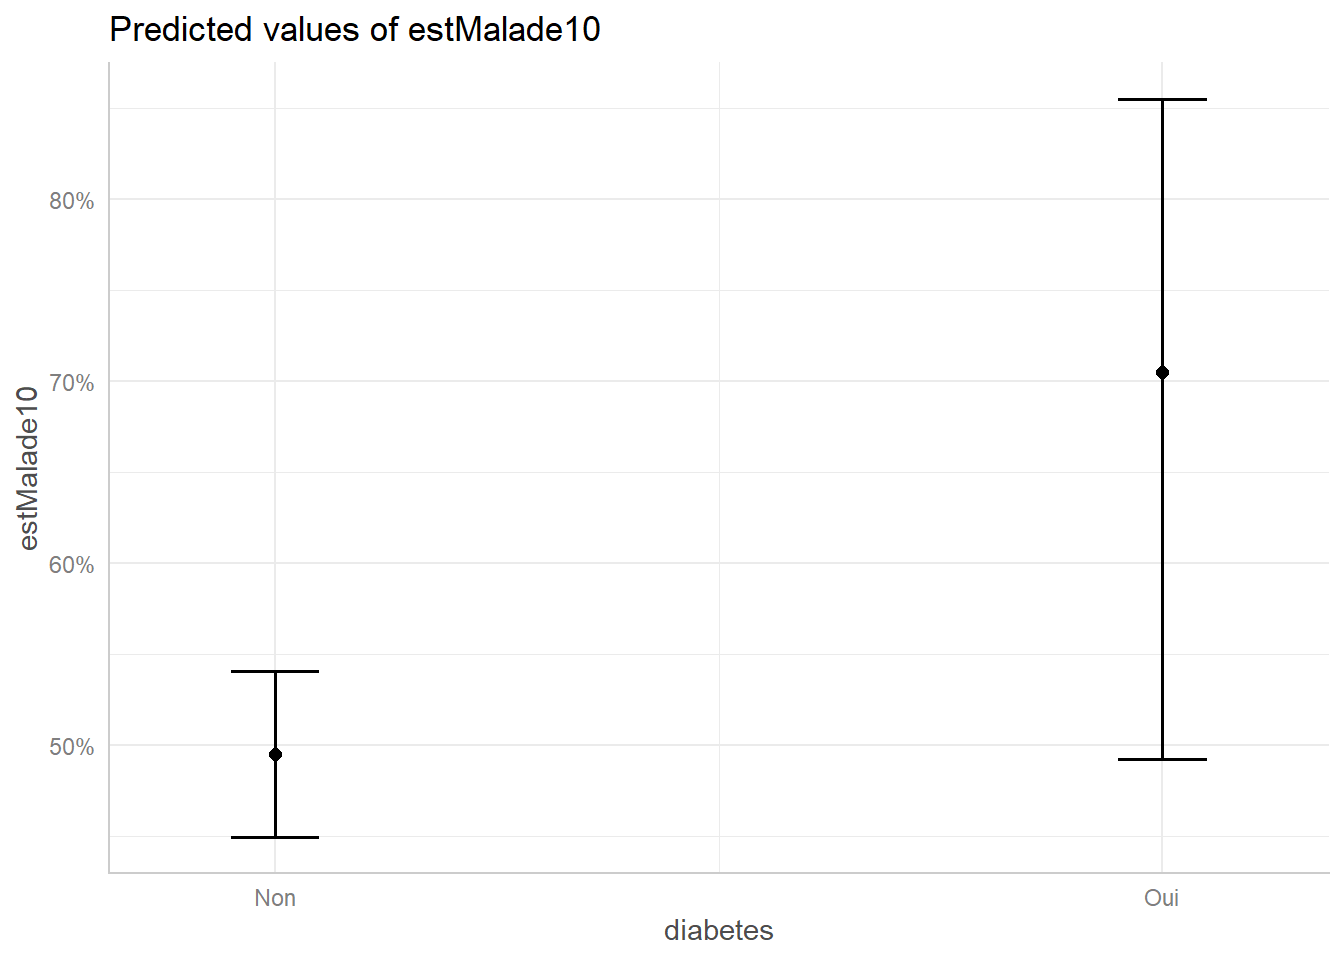 Predicted values of estMalade10
80%
70%
60%
50%
estMalade10
Non
Oui
diabetes